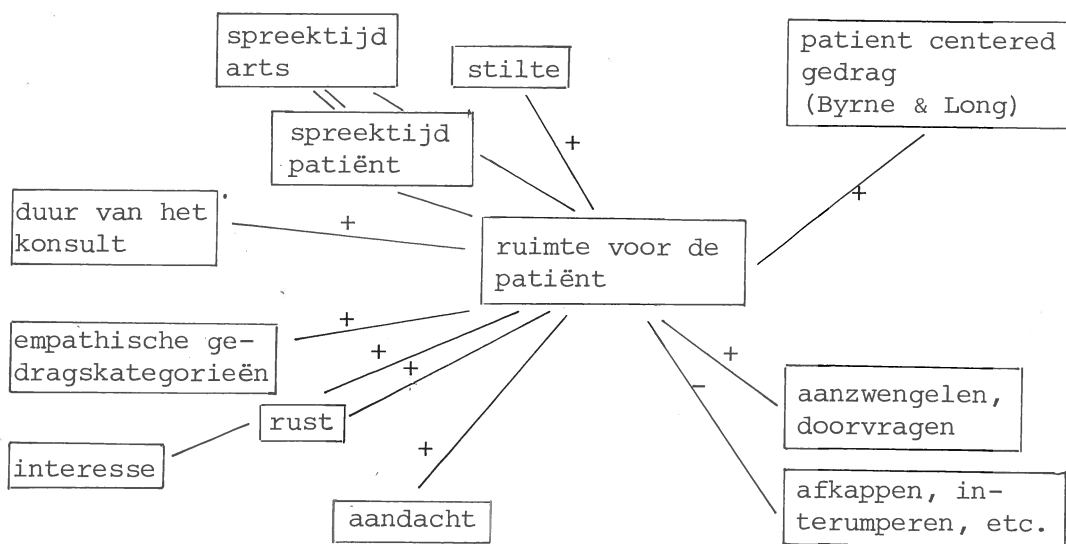 spreektijd
arts
stilte
patient centered
gedrag
(Byrne & Long)
spreektijd
patiënt
+
+
duur van het
konsult
+
ruimte voor de
patiënt
empathische ge-
dragskategorieën
+
+
+
+
-
rust
interesse
+
aandacht
aanzwengelen,
doorvragen
afkappen, in-
terumperen, etc.